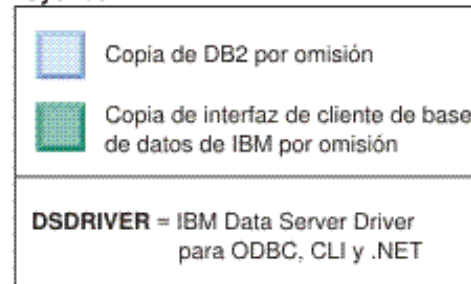 Copia de DB2 por omisión
Copia de interfaz de cliente de base
de datos de IBM por omisión
DSDRIVER = IBM Data Server Driver
para ODBC, CLI y .NET